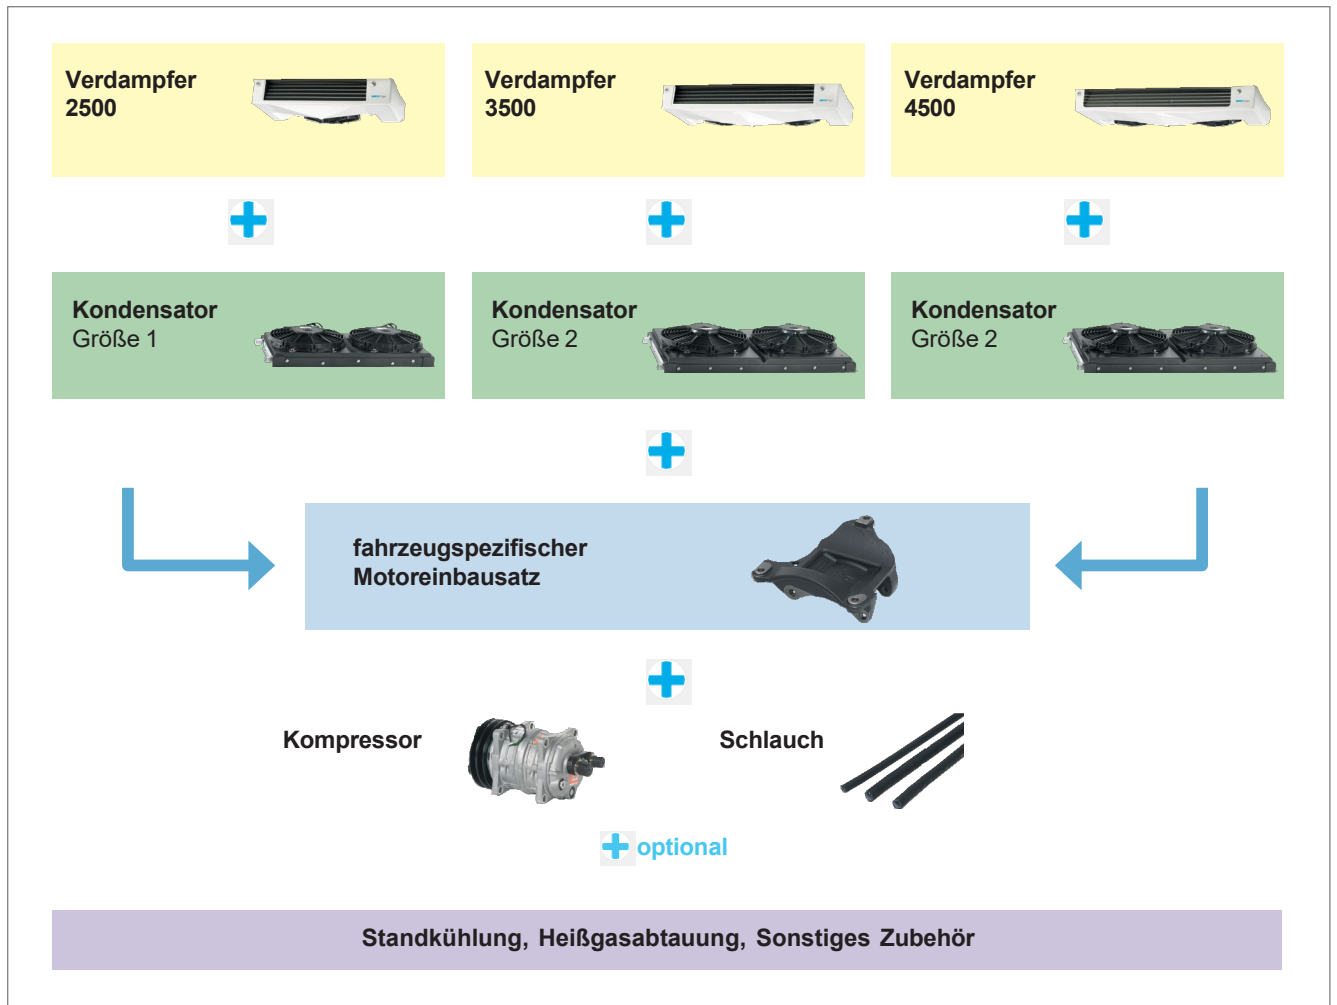 Verdampfer
2500
Verdampfer
3500
Verdampfer
4500
Kondensator
Größe 1
Kondensator
Größe 2
Kondensator
Größe 2
fahrzeugspezifischer
Motoreinbausatz
Kompressor
Schlauch
optional
Standkühlung, Heißgasabtauung, Sonstiges Zubehör